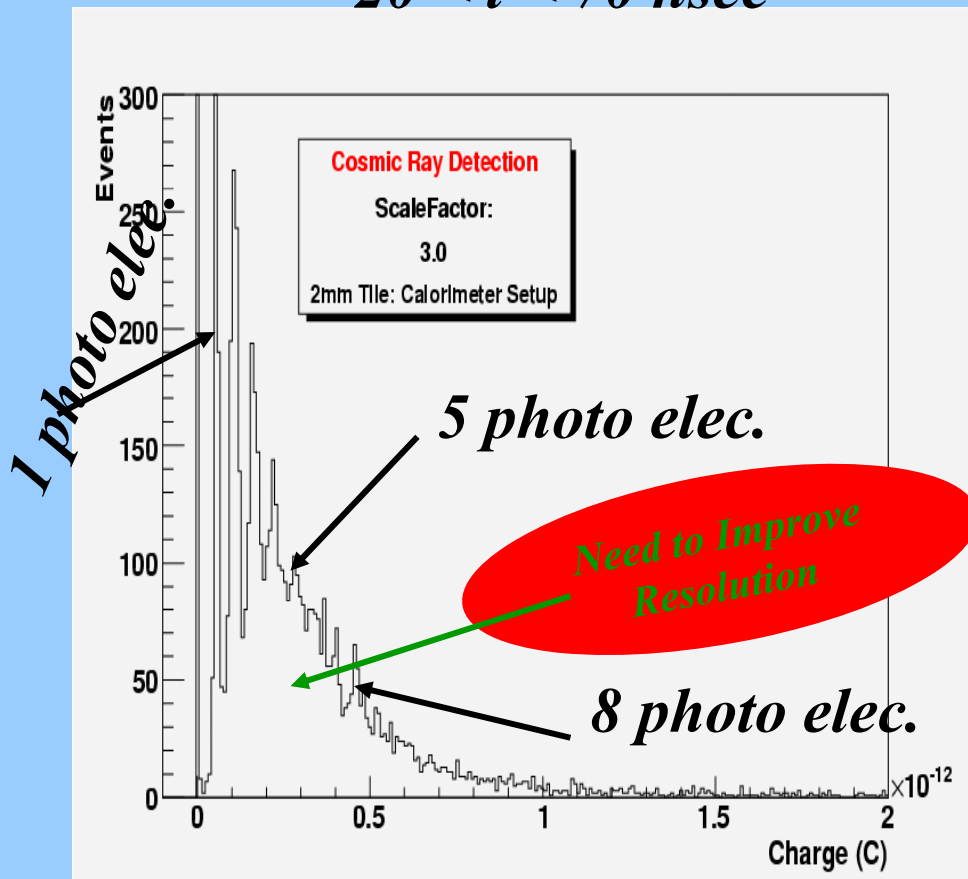 t nsec
Events
300
250
200
150
100
50
0
Cosmic Ray Detection
ScaleFactor:
3.0
2mm Tile: Calorimeter Setup
1 photo elec.
5 photo elec.
Need to Improve
Resolution
8 photo elec.
0 0.5 1 1.5 2
×10-12
Charge (C)